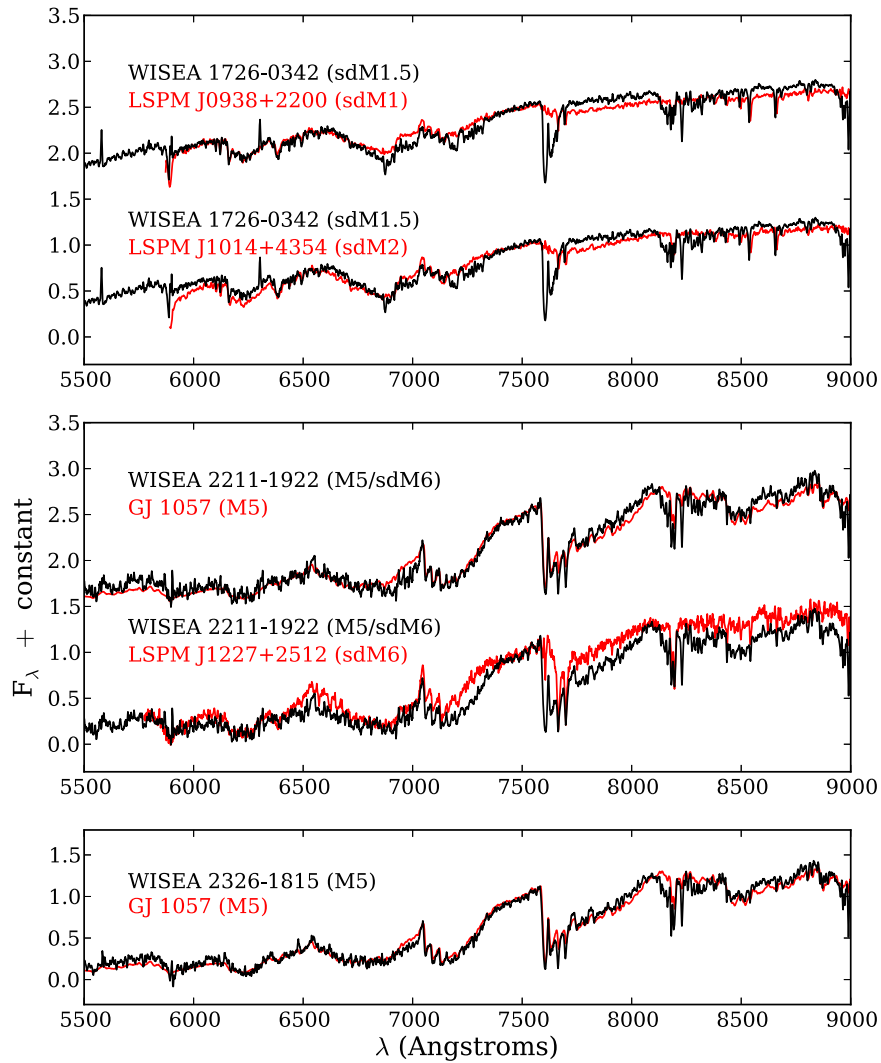 3.5
3.0
2.5
2.0
1.5
1.0
0.5
0.0
WISEA 1726-0342 (sdM1.5)
LSPM J0938+2200 (sdM1)
WISEA 1726-0342 (sdM1.5)
LSPM J1014+4354 (sdM2)
5500 6000 6500 7000 7500 8000 8500 9000
3.5
3.0
2.5
2.0
1.5
1.0
0.5
0.0
WISEA 2211-1922 (M5/sdM6)
GJ 1057 (M5)
WISEA 2211-1922 (M5/sdM6)
LSPM J1227+2512 (sdM6)
5500 6000 6500 7000 7500 8000 8500 9000
F_λ + constant
1.5
1.0
0.5
0.0
WISEA 2326-1815 (M5)
GJ 1057 (M5)
5500 6000 6500 7000 7500 8000 8500 9000
λ (Angstroms)